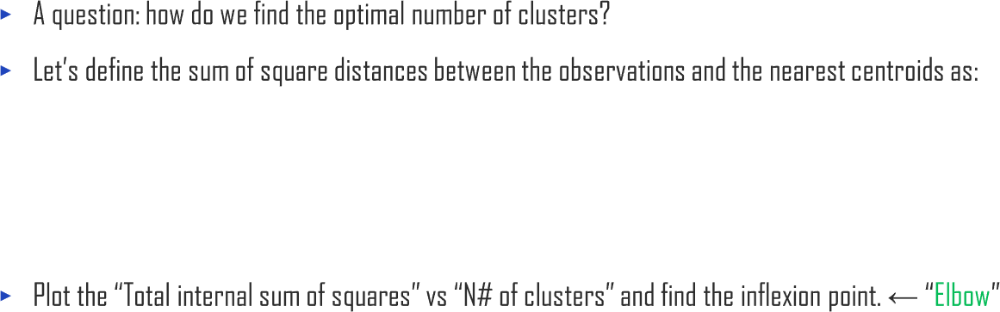 ▸ A question: how do we find the optimal number of clusters?
▸ Let’s define the sum of square distances between the observations and the nearest centroids as:
▸ Plot the “Total internal sum of squares” vs “N# of clusters” and find the inflexion point. ← “Elbow”